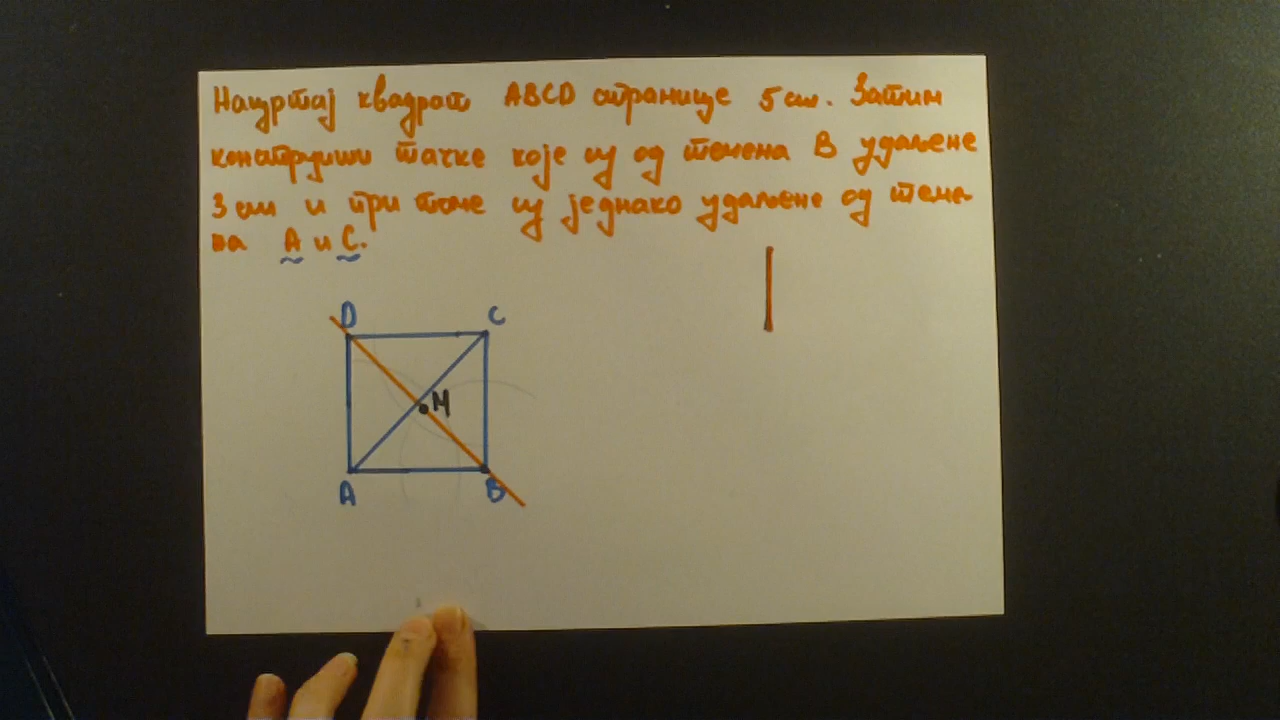 Нацртај квадрат ABCD странице 5 cm. Затим
конструиши тачке које су од темена B удаљене
3 cm и при томе су једнако удаљене од теме-
на A и C.
D C
M
A B